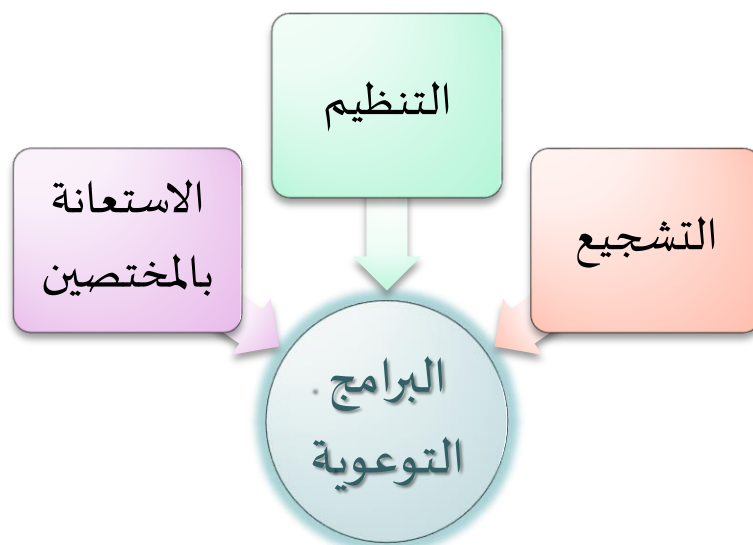 التنظيم
التشجيع
الاستعانة
بالمختصين
البرامج .
التوعوية